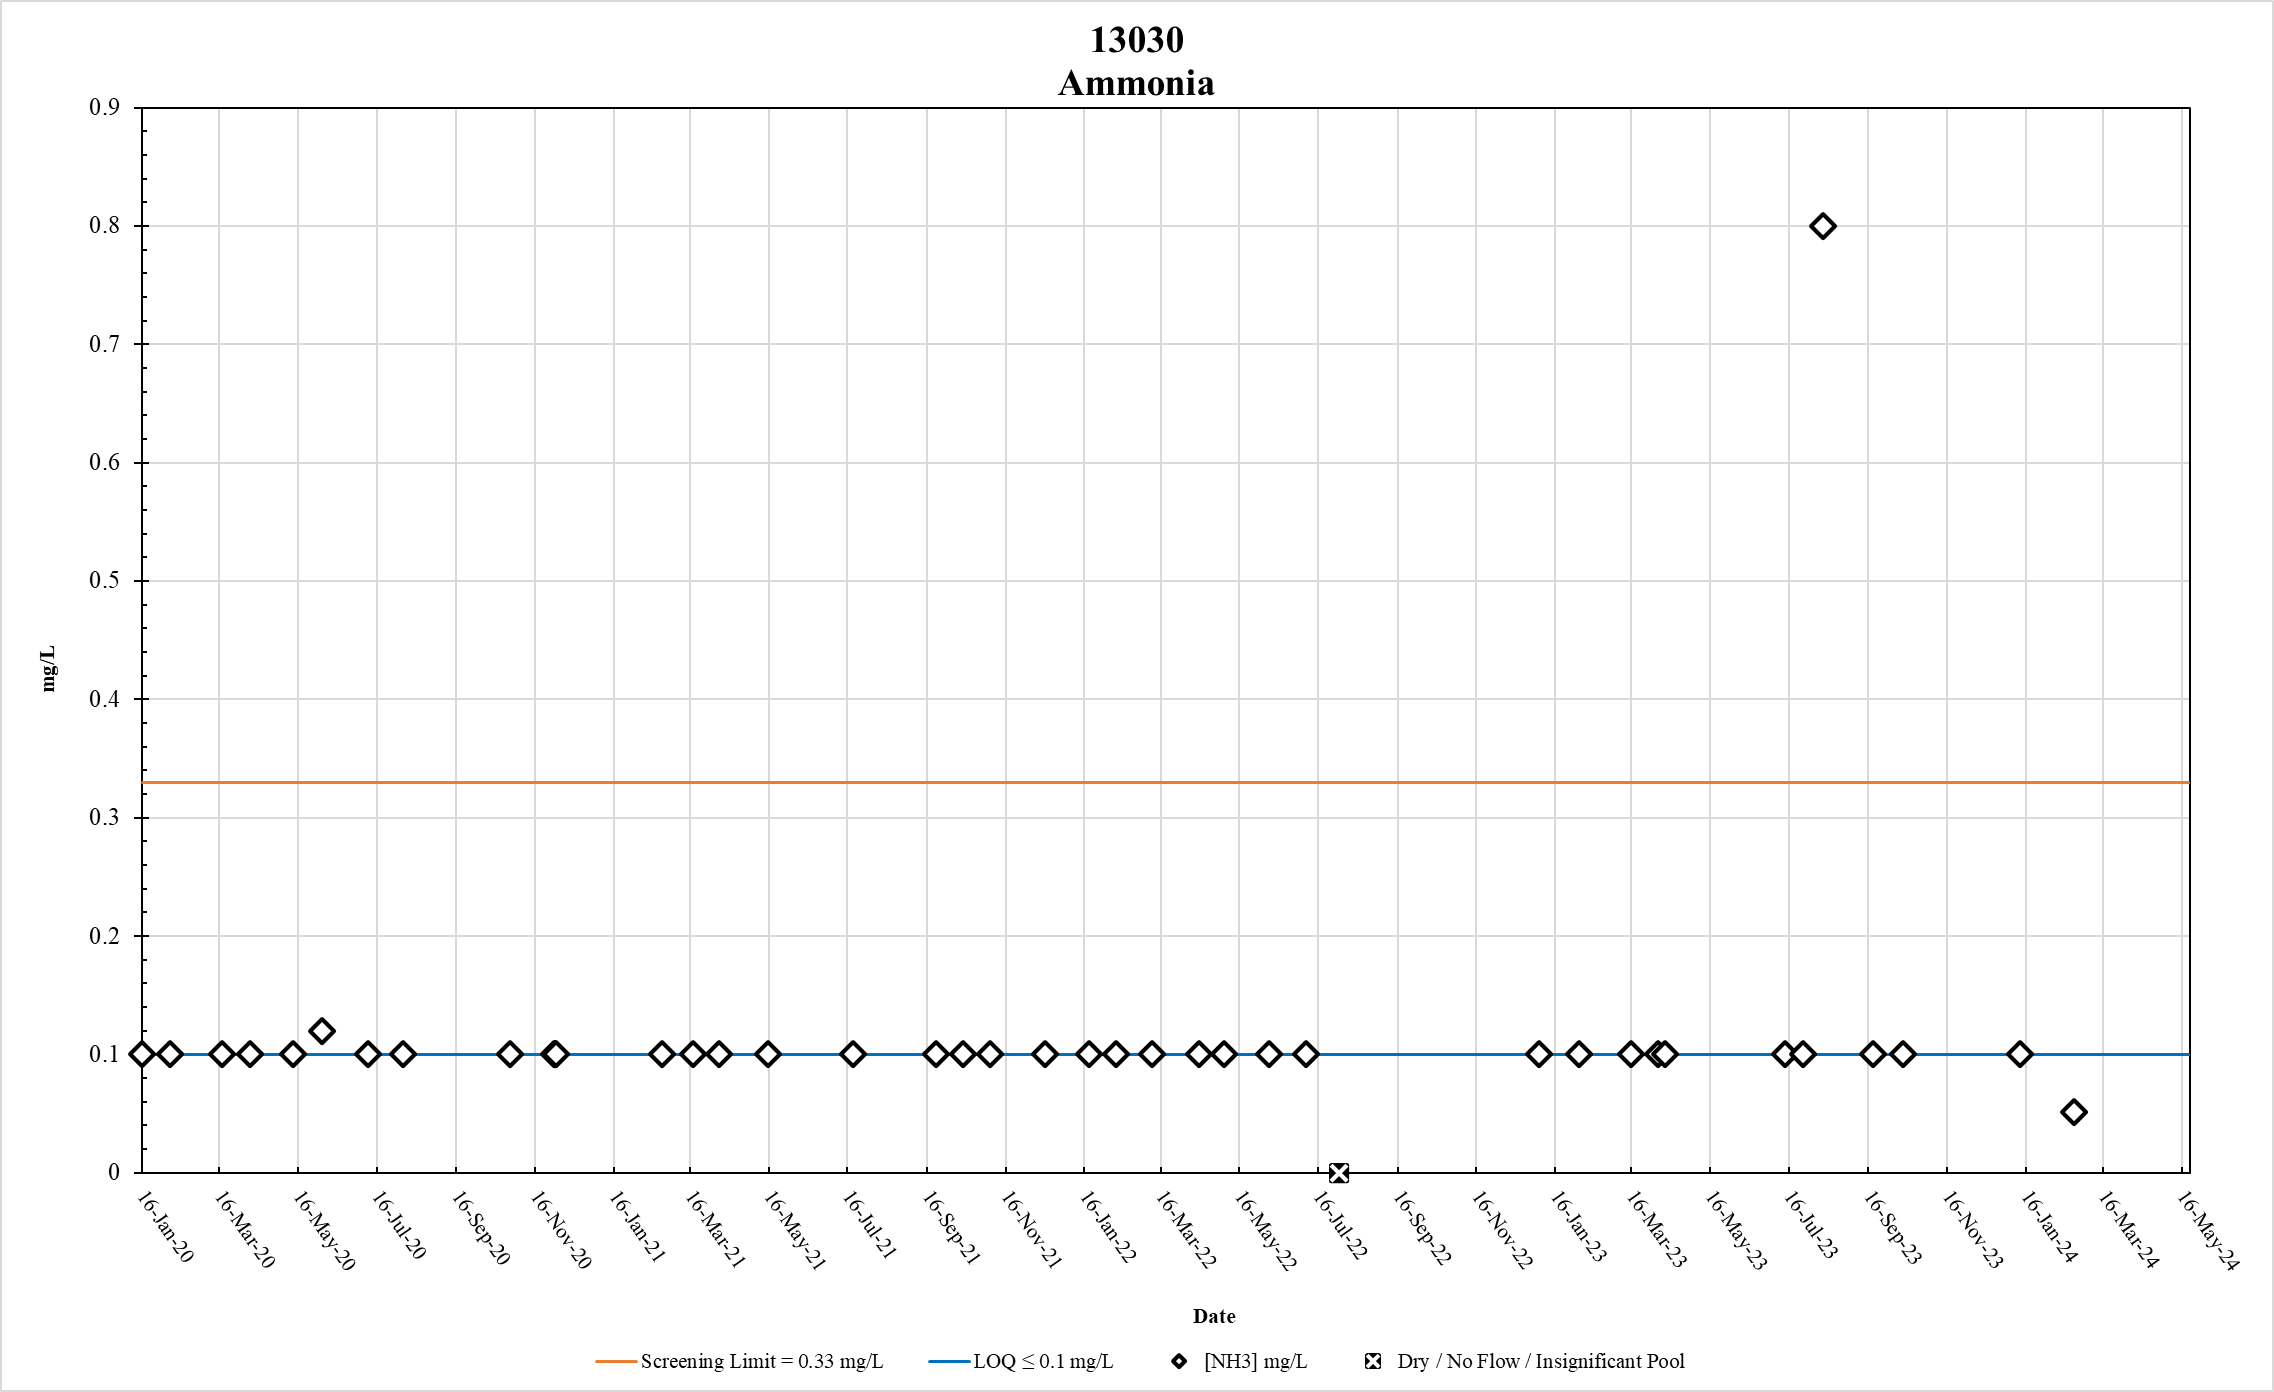 13030
Ammonia
0.9
0.8
0.7
0.6
0.5
0.4
0.3
0.2
0.1
0
mg/L
16-Jan-20
16-Mar-20
16-May-20
16-Jul-20
16-Sep-20
16-Nov-20
16-Jan-21
16-Mar-21
16-May-21
16-Jul-21
16-Sep-21
16-Nov-21
16-Jan-22
16-Mar-22
16-May-22
16-Jul-22
16-Sep-22
16-Nov-22
16-Jan-23
16-Mar-23
16-May-23
16-Jul-23
16-Sep-23
16-Nov-23
16-Jan-24
16-Mar-24
16-May-24
Date
Screening Limit = 0.33 mg/L
LOQ ≤ 0.1 mg/L
[NH3] mg/L
Dry / No Flow / Insignificant Pool